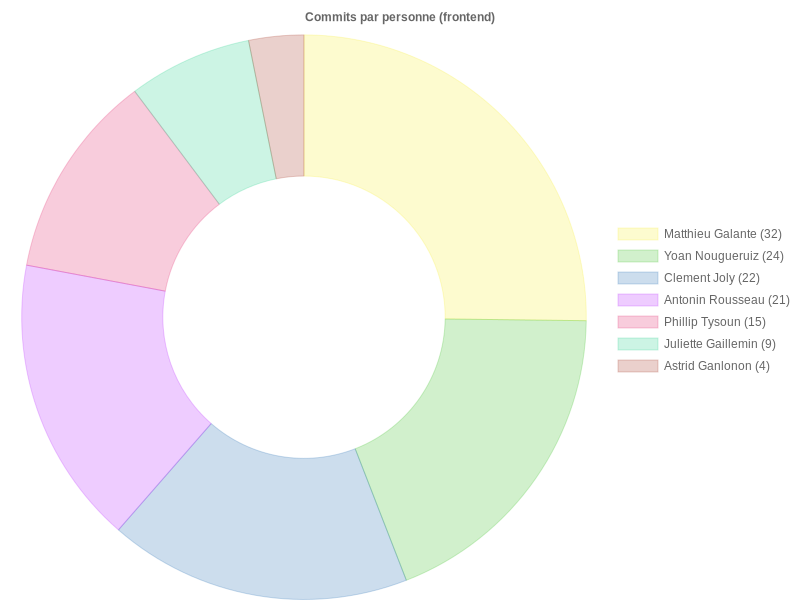 Commits par personne (frontend)
Matthieu Galante (32)
Yoan Nougueruiz (24)
Clement Joly (22)
Antonin Rousseau (21)
Phillip Tysoun (15)
Juliette Gaillemin (9)
Astrid Ganlonon (4)